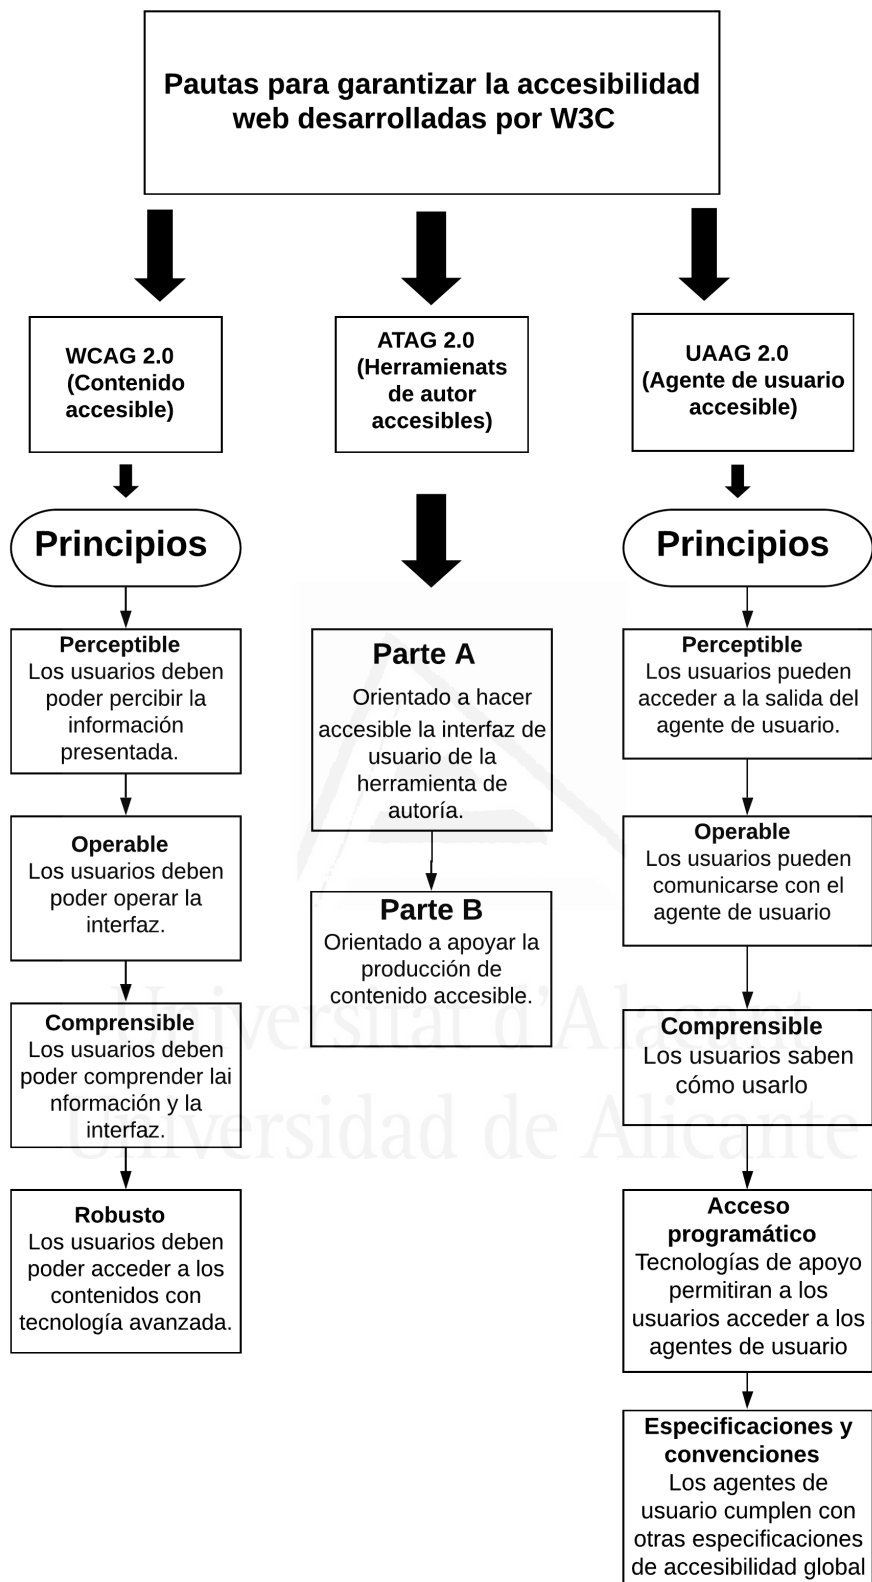 Pautas para garantizar la accesibilidad
web desarrolladas por W3C
WCAG 2.0
(Contenido
accesible)
ATAG 2.0
(Herramienats
de autor
accesibles)
UAAG 2.0
(Agente de usuario
accesible)
Principios
Perceptible
Los usuarios deben
poder percibir la
información
presentada.
Operable
Los usuarios deben
poder operar la
interfaz.
Comprensible
Los usuarios deben
poder comprender lai
nformación y la
interfaz.
Robusto
Los usuarios deben
poder acceder a los
contenidos con
tecnología avanzada.
Parte A
Orientado a hacer
accesible la interfaz de
usuario de la
herramienta de
autoría.
Parte B
Orientado a apoyar la
producción de
contenido accesible.
Principios
Perceptible
Los usuarios pueden
acceder a la salida del
agente de usuario.
Operable
Los usuarios pueden
comunicarse con el
agente de usuario
Comprensible
Los usuarios saben
cómo usarlo
Acceso
programático
Tecnologías de apoyo
permitiran a los
usuarios acceder a los
agentes de usuario
Especificaciones y
convenciones
Los agentes de
usuario cumplen con
otras especificaciones
de accesibilidad global
Universitat d'Alacant
Universidad de Alicante